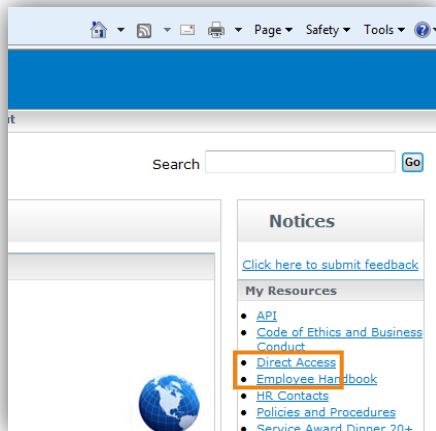 Page Safety Tools
Search Go
Notices
Click here to submit feedback
My Resources
API
Code of Ethics and Business
Conduct
Direct Access
Employee Handbook
HR Contacts
Policies and Procedures
Service Award Dinner 20+